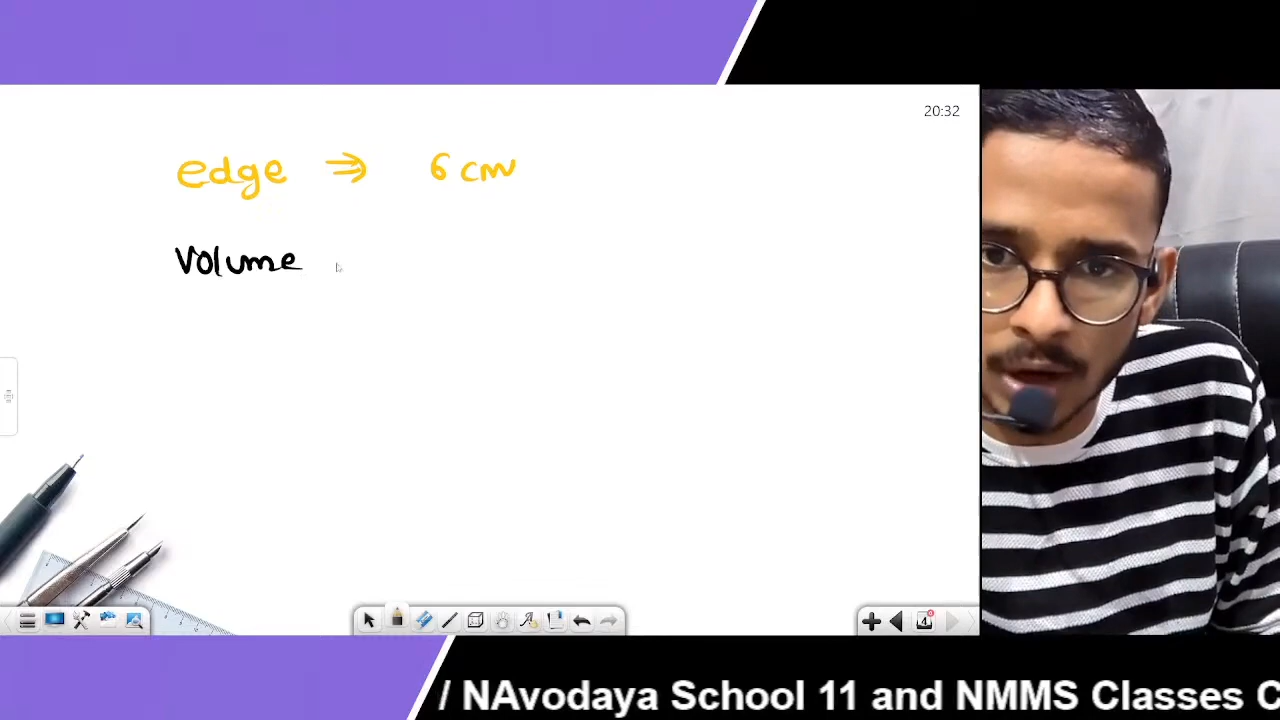 20:32
edge ⇒ 6 cm
Volume
/ NAvodaya School 11 and NMMS Classes C